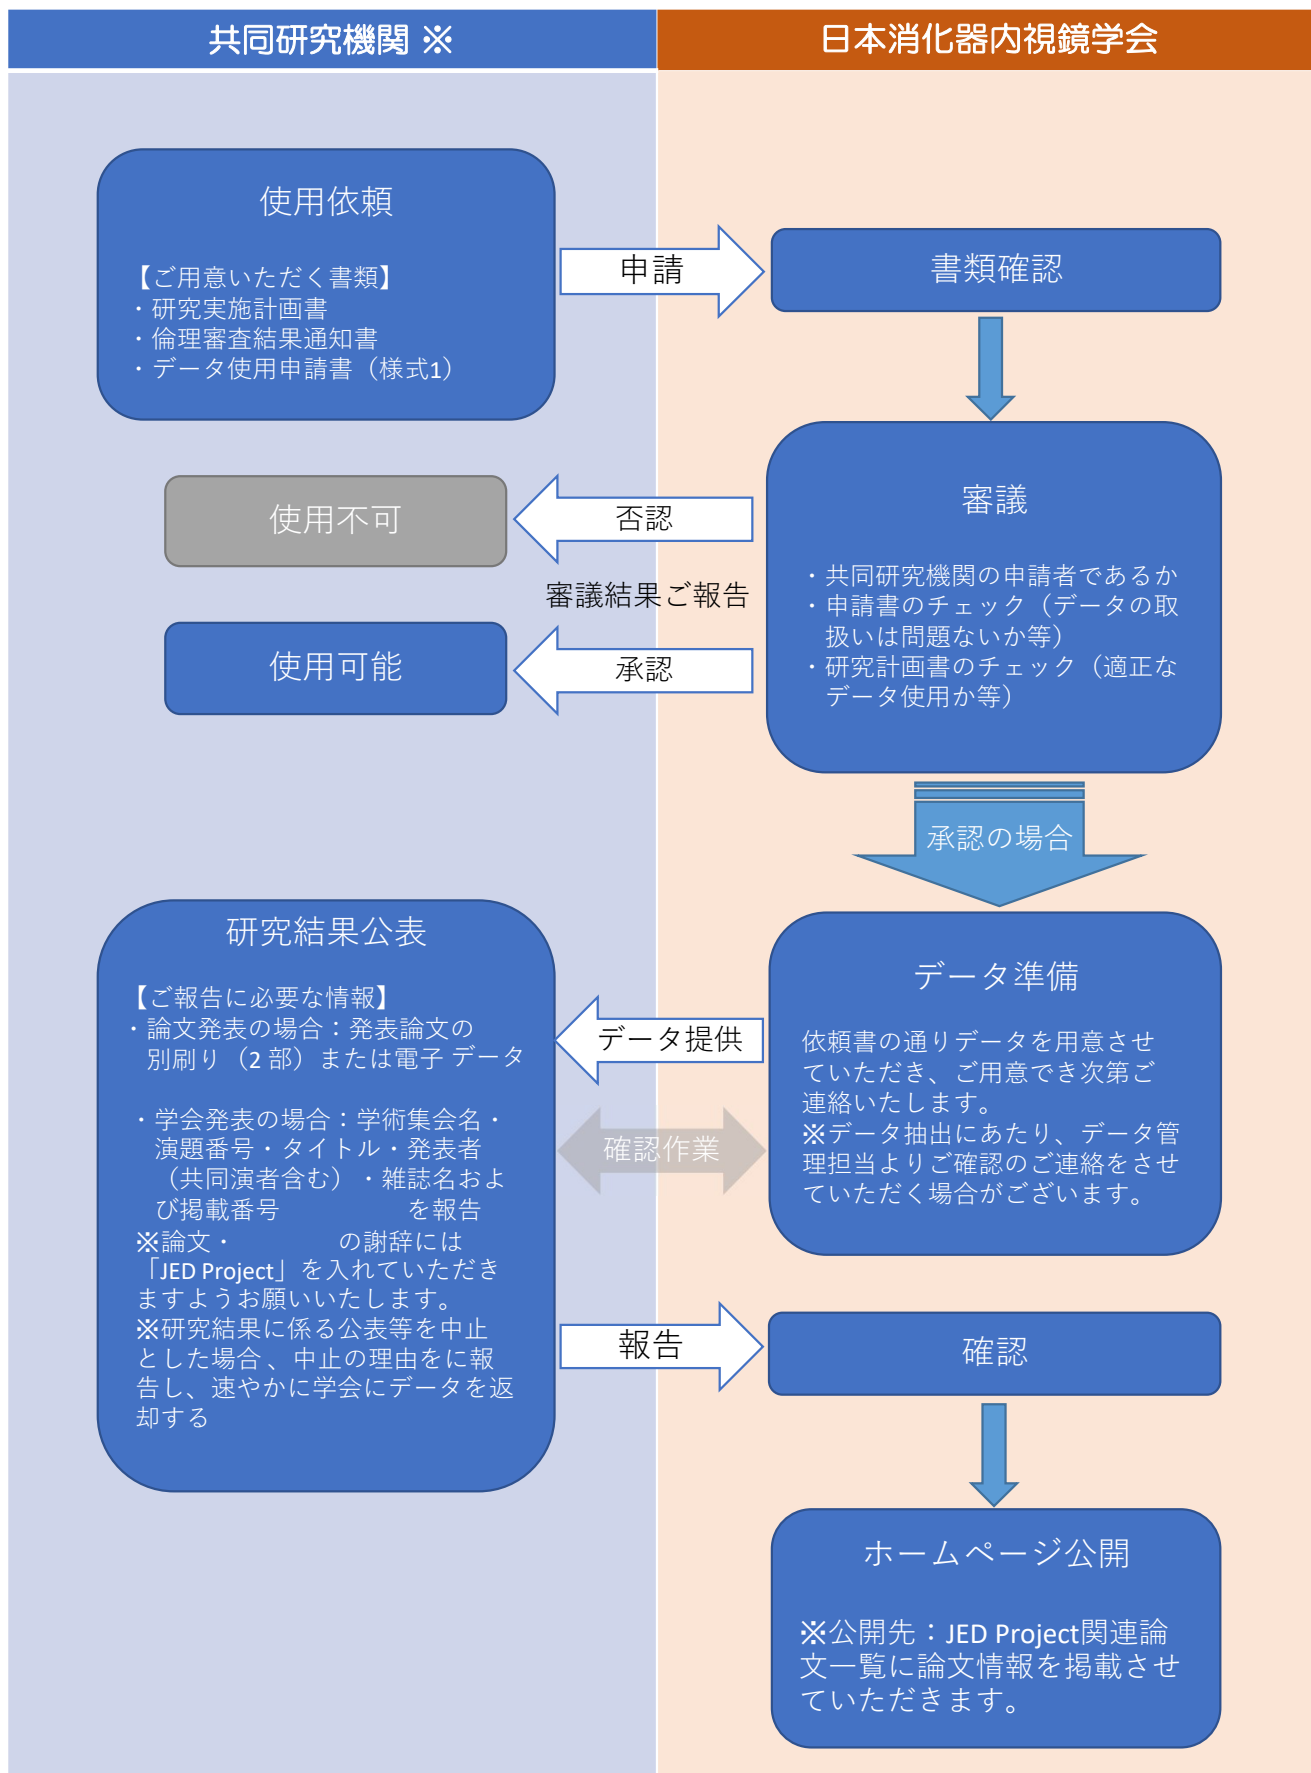 共同研究機関 ※
日本消化器内視鏡学会
使用依頼
【ご用意いただく書類】
・研究実施計画書
・倫理審査結果通知書
・データ使用申請書（様式1）
申請
書類確認
審議
・共同研究機関の申請者であるか
・申請書のチェック（データの取
扱いは問題ないか等）
・研究計画書のチェック（適正な
データ使用か等）
否認
使用不可
審議結果ご報告
承認
使用可能
承認の場合
データ準備
依頼書の通りデータを用意させ
ていただき、ご用意でき次第ご
連絡いたします。
※データ抽出にあたり、データ管
理担当よりご確認のご連絡をさせ
ていただく場合がございます。
データ提供
確認作業
研究結果公表
【ご報告に必要な情報】
・論文発表の場合：発表論文の
別刷り（2 部）または電子 データ
・学会発表の場合：学術集会名・
演題番号・タイトル・発表者
（共同演者含む）・雑誌名およ
び掲載番号 を報告
※論文・ の謝辞には
「JED Project」を入れていただき
ますようお願いいたします。
※研究結果に係る公表等を中止
とした場合 、中止の理由をに報
告し、速やかに学会にデータを返
却する
報告
確認
ホームページ公開
※公開先：JED Project関連論
文一覧に論文情報を掲載させ
ていただきます。